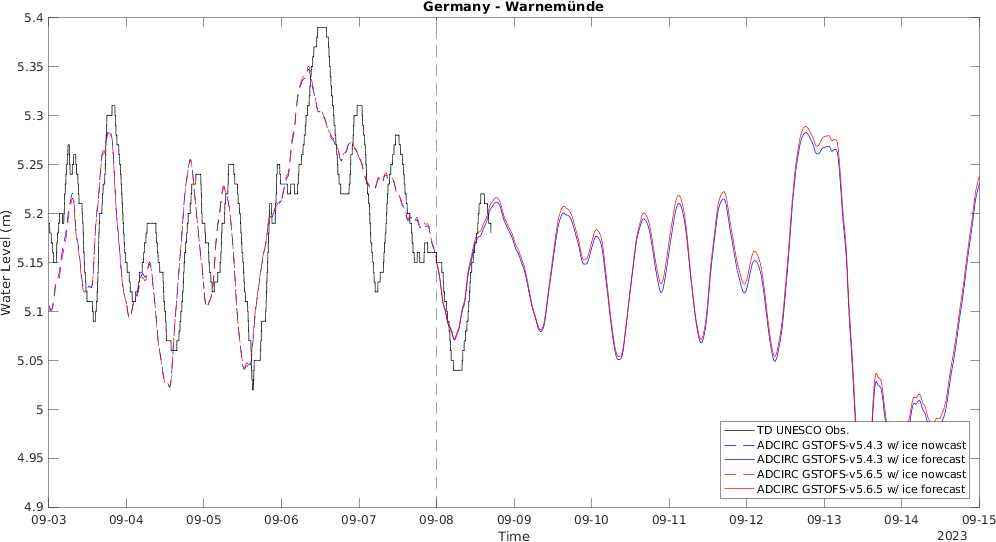 Germany - Warnemünde
5.4
5.35
5.3
5.25
5.2
5.15
5.1
5.05
5
4.95
4.9
Water Level (m)
TD UNESCO Obs.
ADCIRC GSTOFS-v5.4.3 w/ ice nowcast
ADCIRC GSTOFS-v5.4.3 w/ ice forecast
ADCIRC GSTOFS-v5.6.5 w/ ice nowcast
ADCIRC GSTOFS-v5.6.5 w/ ice forecast
09-03 09-04 09-05 09-06 09-07 09-08 09-09 09-10 09-11 09-12 09-13 09-14 09-15
Time
2023